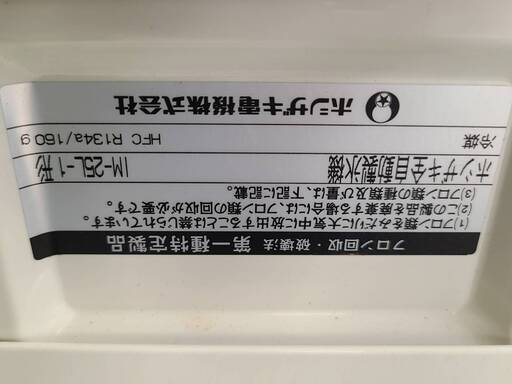 フロン回収・破壊法 第一種特定製品
(1)フロン類をみだりに大気中に放出することは禁じられています。
(2)この製品を廃棄する場合には、フロン類の回収が必要です。
(3)フロン類の種類及び量は、下記に記載。
ホシザキ全自動製氷機 IM-25L-1 形
冷媒 HFC R134a/150 g
ホシザキ電機株式会社